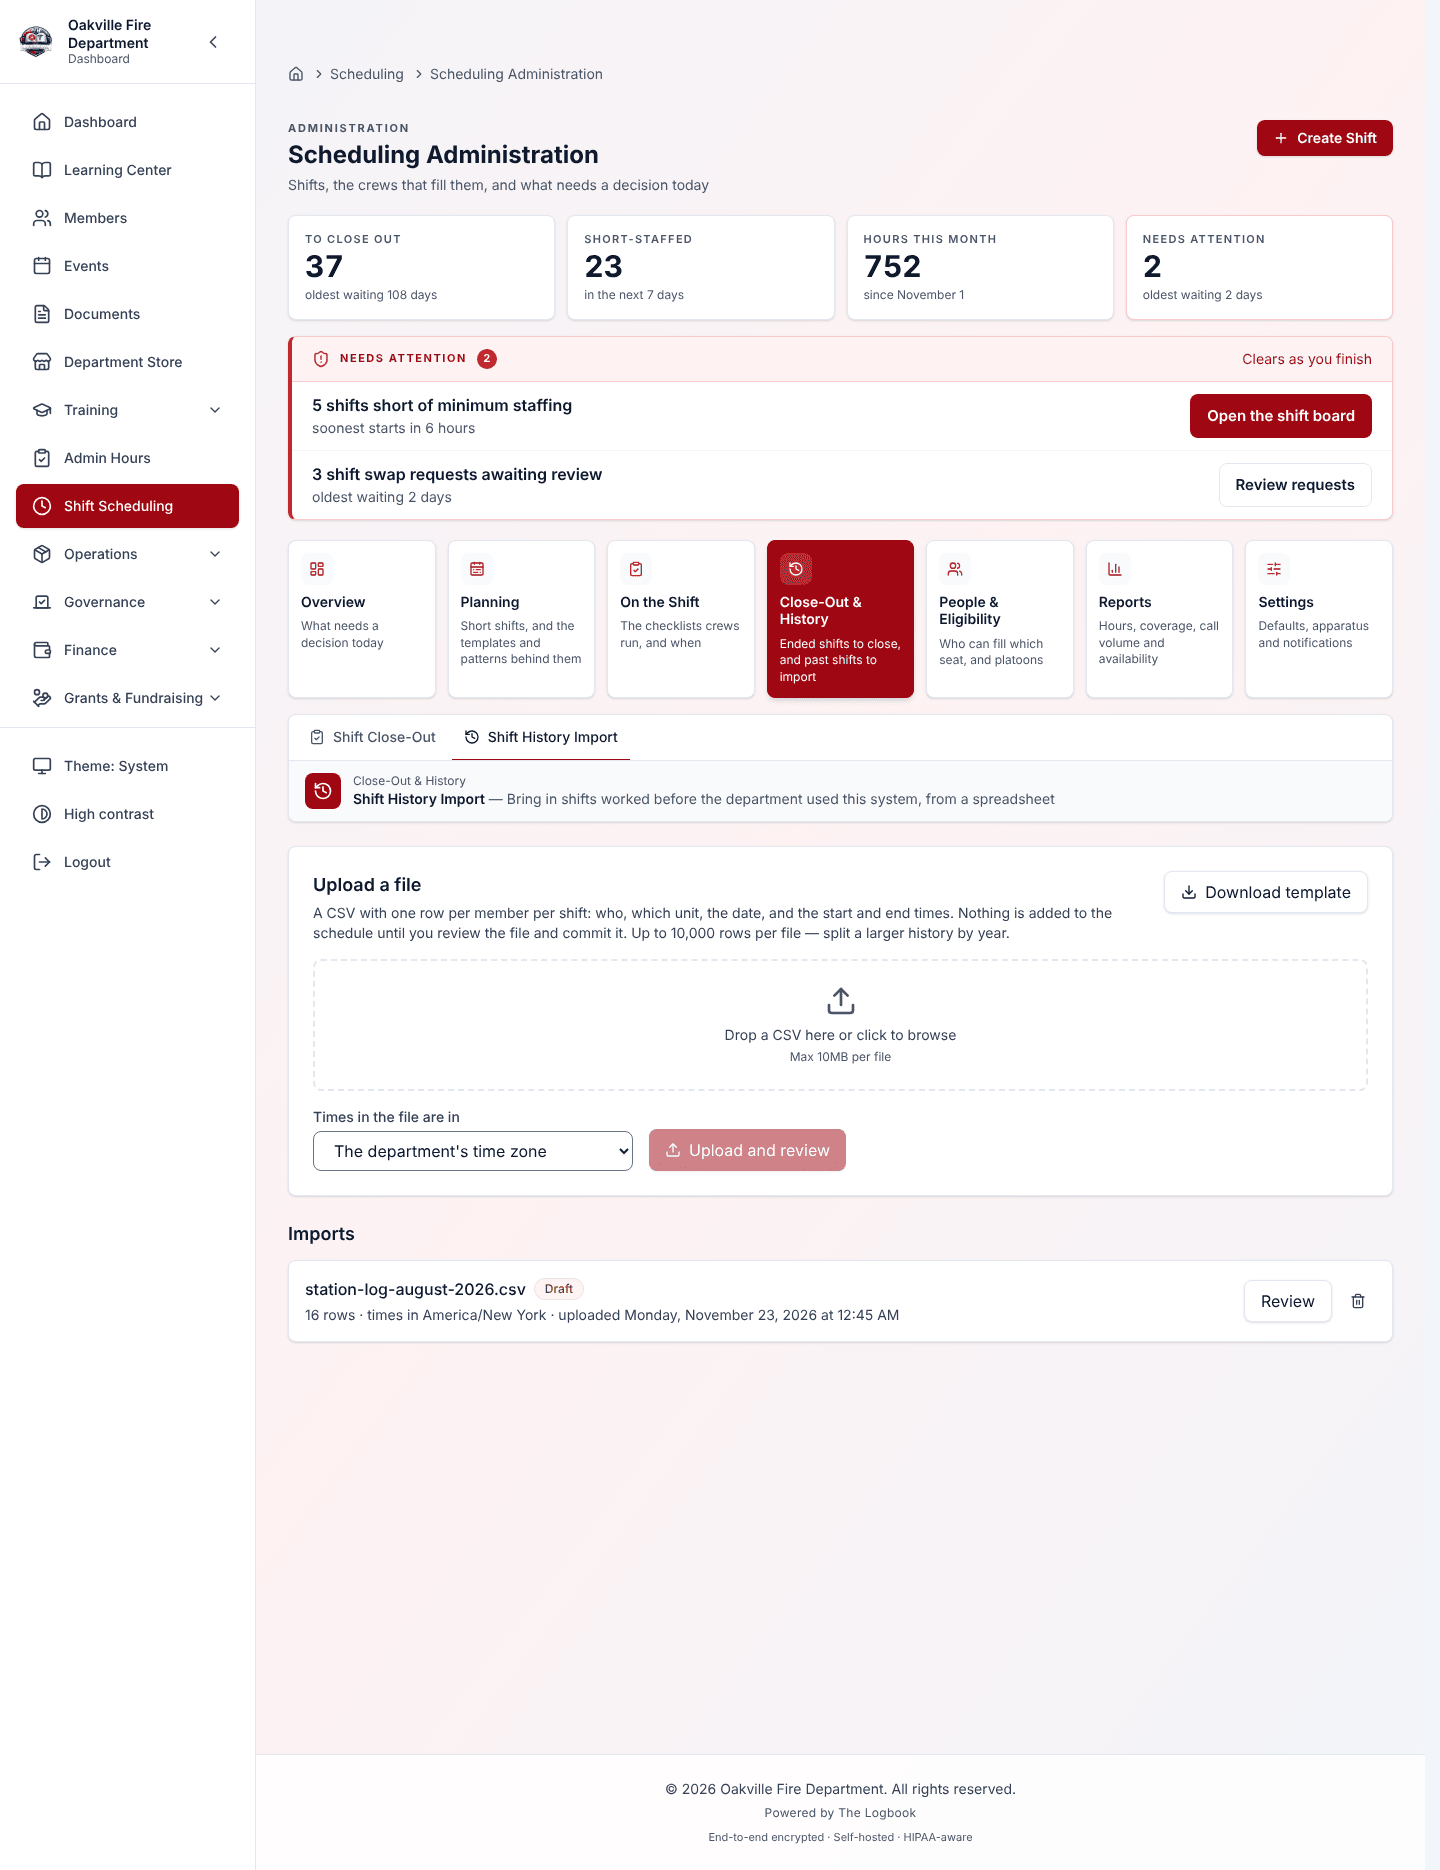 Oakville Fire
Department
Dashboard
Dashboard
Learning Center
Members
Events
Documents
Department Store
Training
Admin Hours
Shift Scheduling
Operations
Governance
Finance
Grants & Fundraising
Theme: System
High contrast
Logout
Scheduling
Scheduling Administration
ADMINISTRATION
Scheduling Administration
Shifts, the crews that fill them, and what needs a decision today
Create Shift
TO CLOSE OUT
37
oldest waiting 108 days
SHORT-STAFFED
23
in the next 7 days
HOURS THIS MONTH
752
since November 1
NEEDS ATTENTION
2
oldest waiting 2 days
NEEDS ATTENTION 2
Clears as you finish
5 shifts short of minimum staffing
soonest starts in 6 hours
Open the shift board
3 shift swap requests awaiting review
oldest waiting 2 days
Review requests
Overview
What needs a
decision today
Planning
Short shifts, and the
templates and
patterns behind them
On the Shift
The checklists crews
run, and when
Close-Out &
History
Ended shifts to close,
and past shifts to
import
People &
Eligibility
Who can fill which
seat, and platoons
Reports
Hours, coverage, call
volume and
availability
Settings
Defaults, apparatus
and notifications
Shift Close-Out
Shift History Import
Close-Out & History
Shift History Import — Bring in shifts worked before the department used this system, from a spreadsheet
Upload a file
A CSV with one row per member per shift: who, which unit, the date, and the start and end times. Nothing is added to the
schedule until you review the file and commit it. Up to 10,000 rows per file — split a larger history by year.
Download template
Drop a CSV here or click to browse
Max 10MB per file
Times in the file are in
The department's time zone
Upload and review
Imports
station-log-august-2026.csv Draft
16 rows · times in America/New York · uploaded Monday, November 23, 2026 at 12:45 AM
Review
© 2026 Oakville Fire Department. All rights reserved.
Powered by The Logbook
End-to-end encrypted · Self-hosted · HIPAA-aware